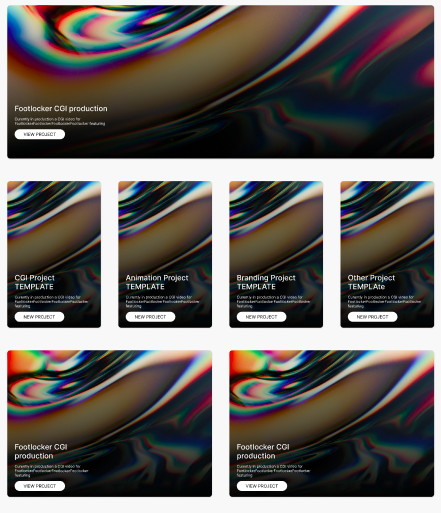 Footlocker CGI production
Currently in production a CGI video for
FootlockerFootlockerFootlockerFootlocker featuring
VIEW PROJECT
CGI Project
TEMPLATE
Currently in production a CGI video for
FootlockerFootlockerFootlockerFootlocker
featuring
NEW PROJECT
Animation Project
TEMPLATE
Currently in production a CGI video for
FootlockerFootlockerFootlockerFootlocker
featuring
NEW PROJECT
Branding Project
TEMPLATE
Currently in production a CGI video for
FootlockerFootlockerFootlockerFootlocker
featuring
NEW PROJECT
Other Project
TEMPLAte
Currently in production a CGI video for
FootlockerFootlockerFootlockerFootlocker
featuring
NEW PROJECT
Footlocker CGI
production
Currently in production a CGI video for
FootlockerFootlockerFootlockerFootlocker
featuring
VIEW PROJECT
Footlocker CGI
production
Currently in production a CGI video for
FootlockerFootlockerFootlockerFootlocker
featuring
VIEW PROJECT